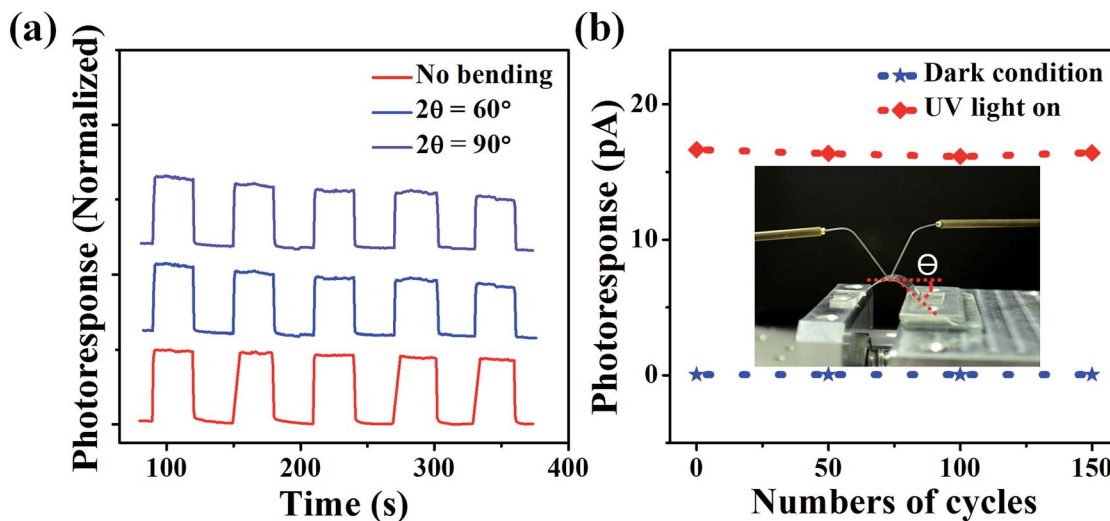 (a)
Photoresponse (Normalized)
No bending
2θ = 60°
2θ = 90°
100
200
300
400
Time (s)
(b)
Photoresponse (pA)
Dark condition
UV light on
20
10
0
Θ
0
50
100
150
Numbers of cycles